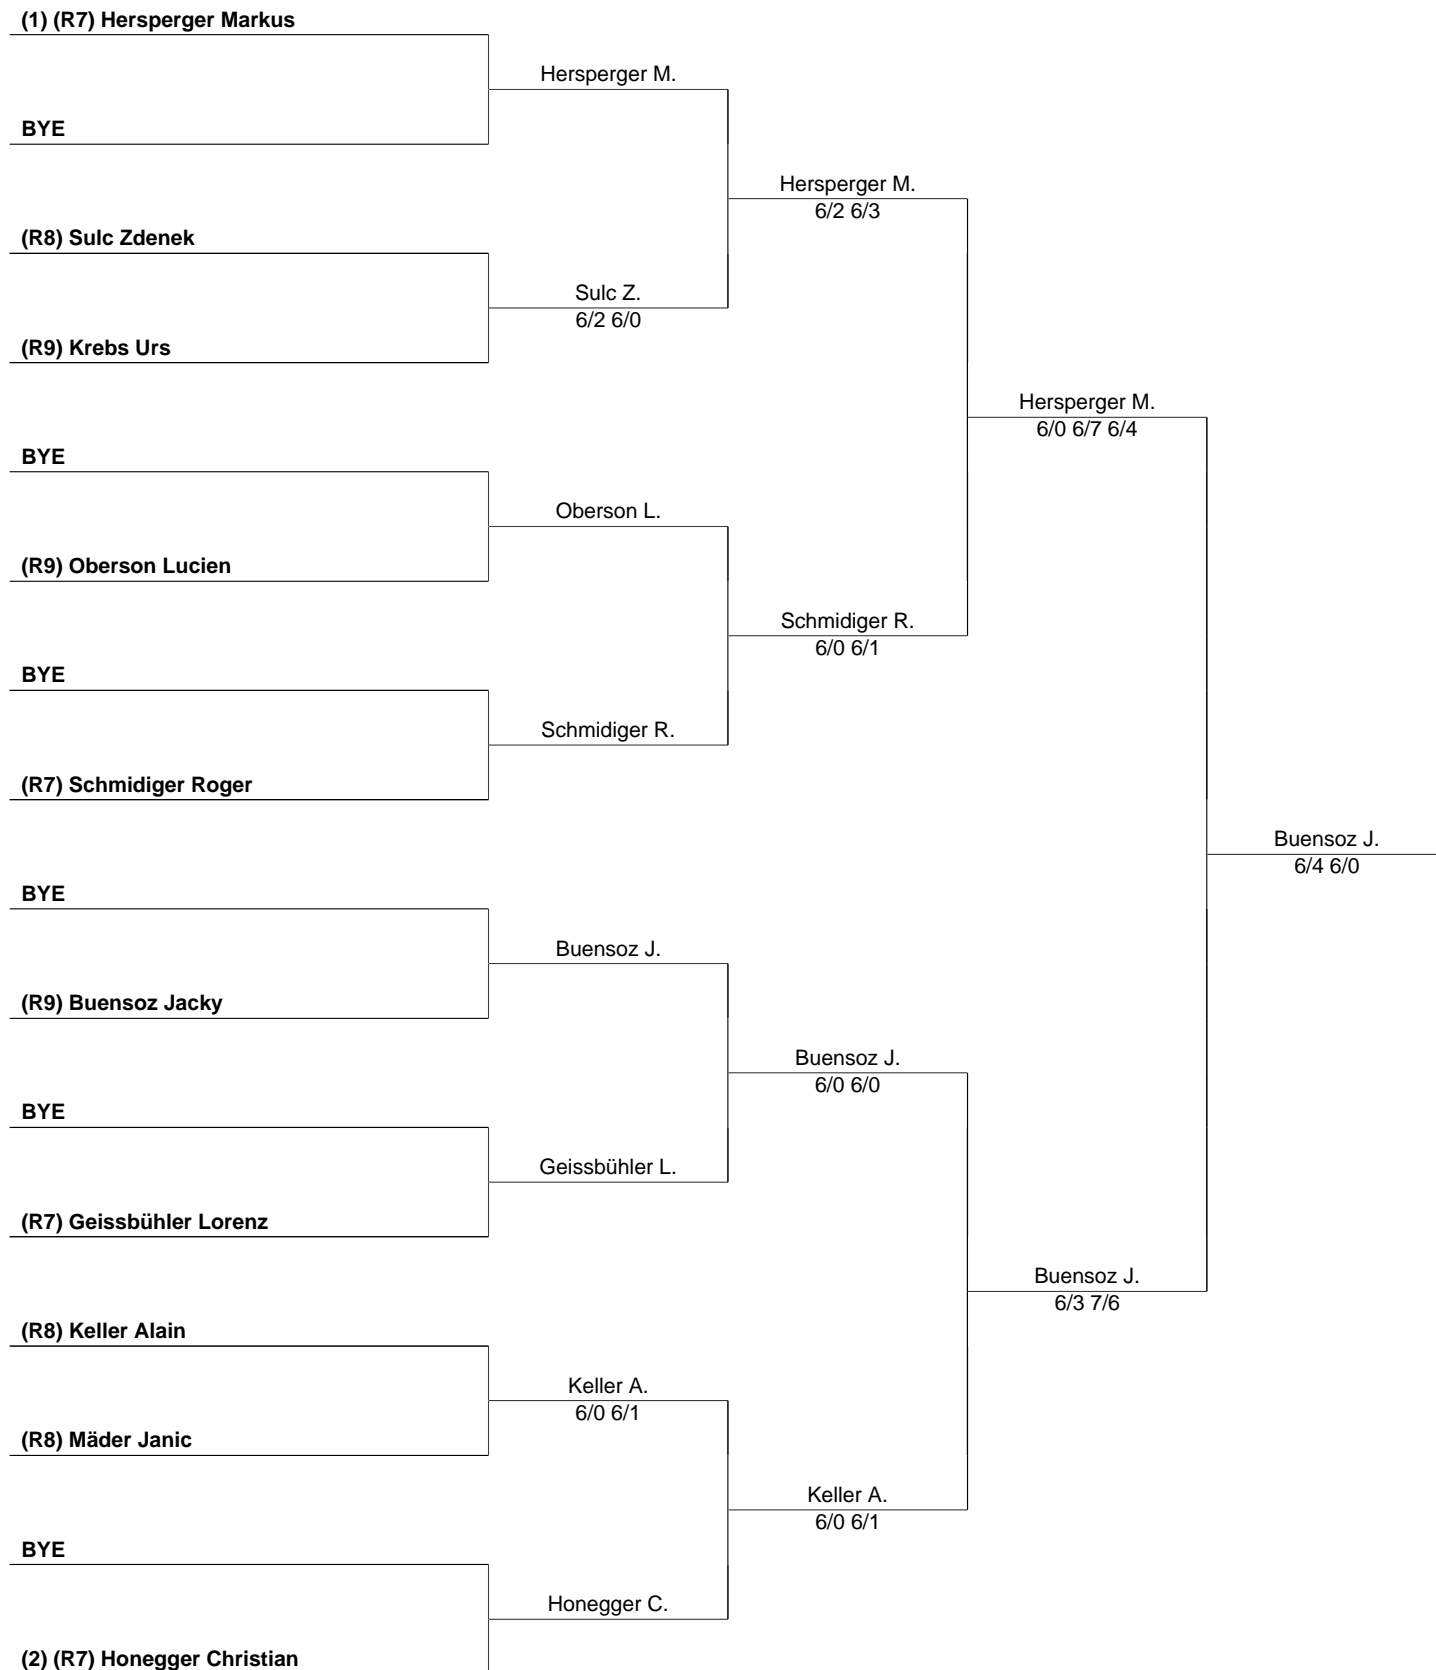 (1) (R7) Hersperger Markus
Hersperger M.
BYE
Hersperger M.
6/2 6/3
(R8) Sulc Zdenek
Sulc Z.
6/2 6/0
(R9) Krebs Urs
Hersperger M.
6/0 6/7 6/4
BYE
Oberson L.
(R9) Oberson Lucien
Schmidiger R.
6/0 6/1
BYE
Schmidiger R.
(R7) Schmidiger Roger
Buensoz J.
6/4 6/0
BYE
Buensoz J.
(R9) Buensoz Jacky
Buensoz J.
6/0 6/0
BYE
Geissbühler L.
(R7) Geissbühler Lorenz
Buensoz J.
6/3 7/6
(R8) Keller Alain
Keller A.
6/0 6/1
(R8) Mäder Janic
Keller A.
6/0 6/1
BYE
Honegger C.
(2) (R7) Honegger Christian